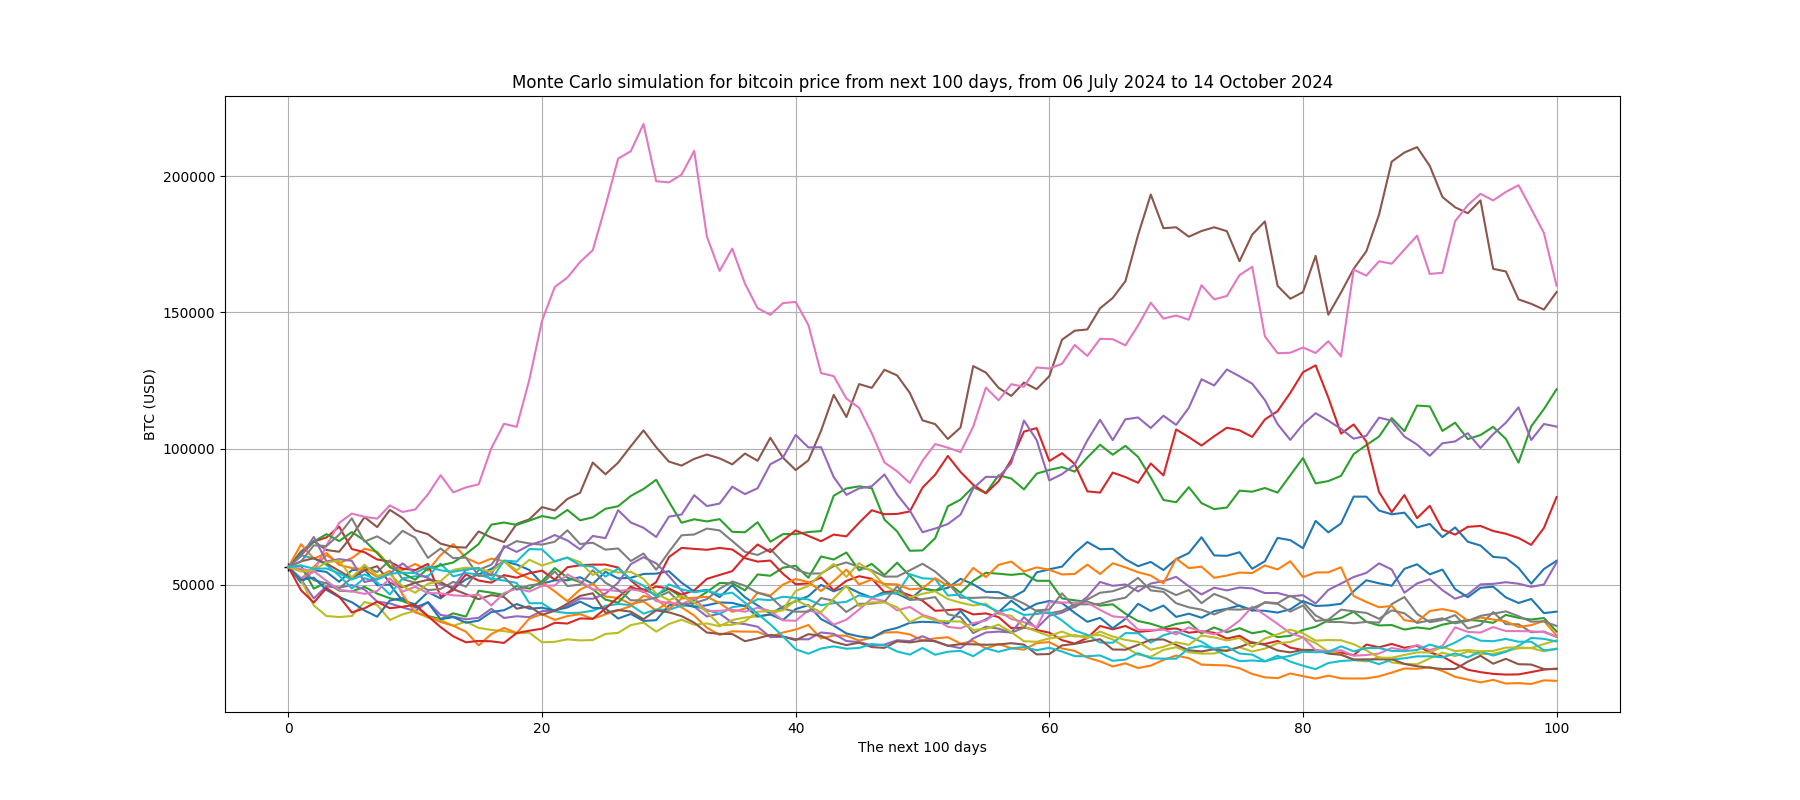 Monte Carlo simulation for bitcoin price from next 100 days, from 06 July 2024 to 14 October 2024
200000
150000
100000
50000
BTC (USD)
0 20 40 60 80 100
The next 100 days